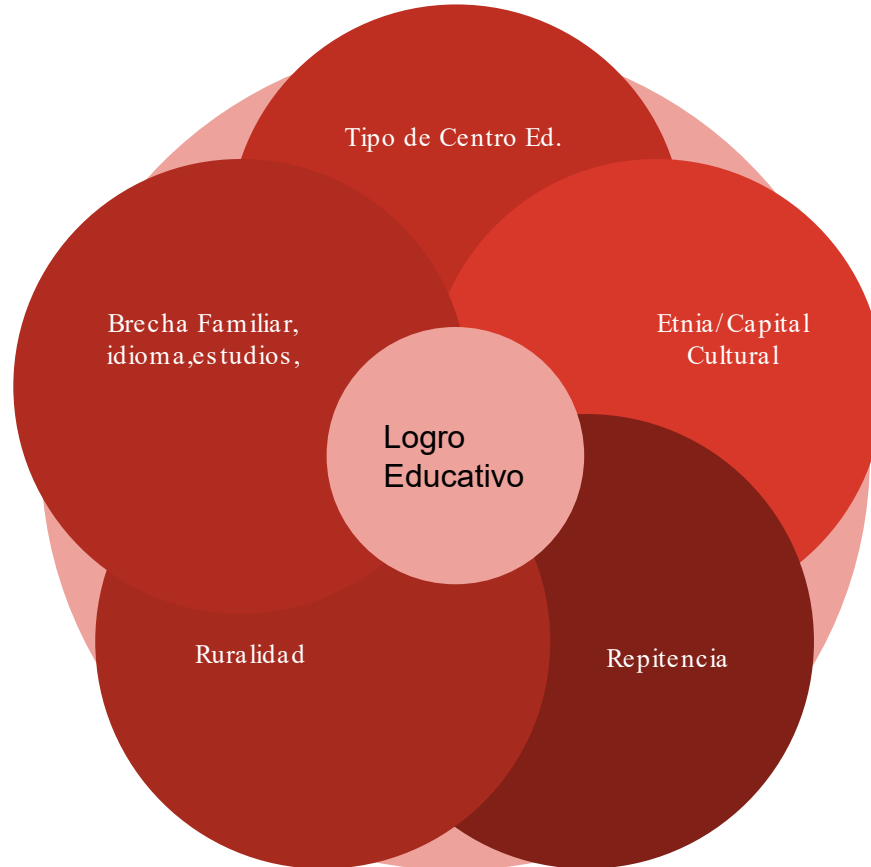 Tipo de Centro Ed.
Brecha Familiar,
idioma,estudios,
Etnia/Capital
Cultural
Logro
Educativo
Ruralidad
Repitencia